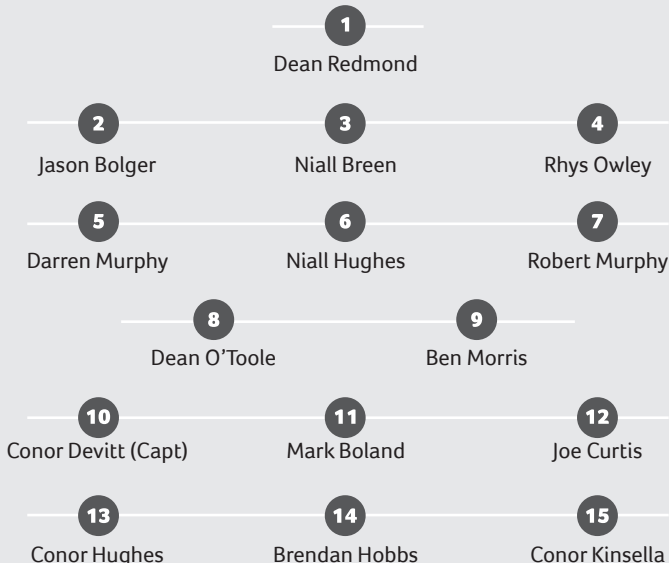 1
Dean Redmond
2 3 4
Jason Bolger Niall Breen Rhys Owley
5 6 7
Darren Murphy Niall Hughes Robert Murphy
8 9
Dean O'Toole Ben Morris
10 11 12
Conor Devitt (Capt) Mark Boland Joe Curtis
13 14 15
Conor Hughes Brendan Hobbs Conor Kinsella